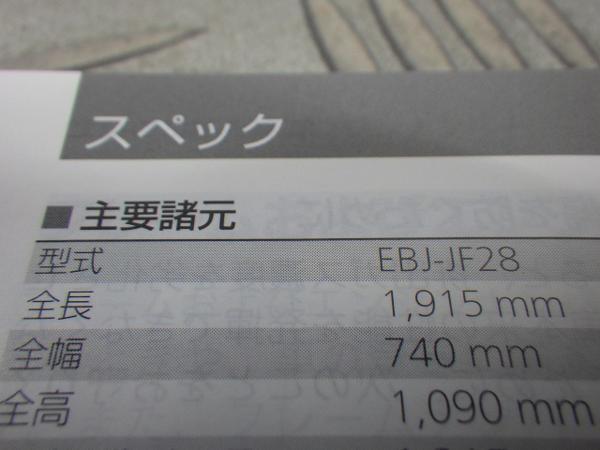 スペック
■ 主要諸元
型式 EBJ-JF28
全長 1,915 mm
全幅 740 mm
全高 1,090 mm